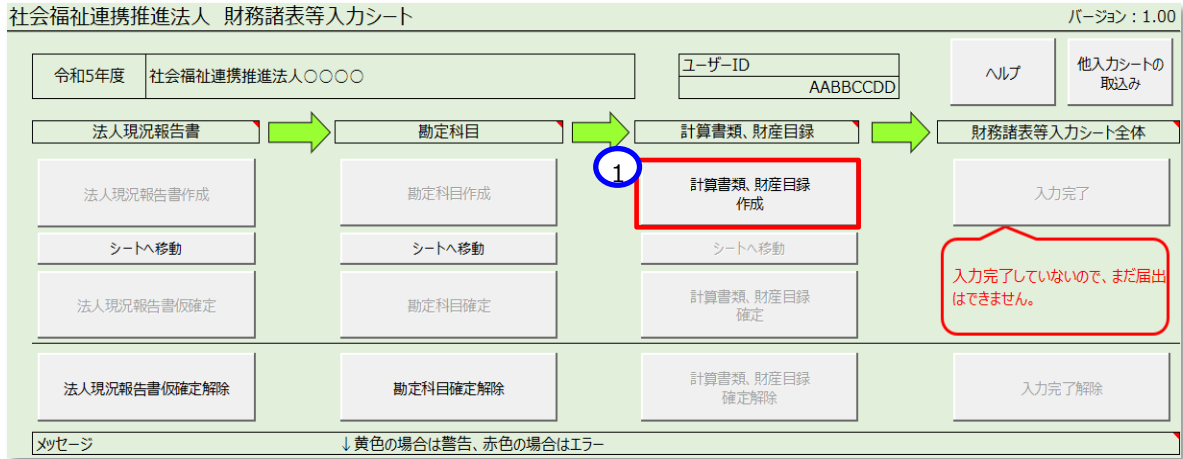 社会福祉連携推進法人 財務諸表等入力シート
バージョン:1.00
令和5年度
社会福祉連携推進法人○○○○
ユーザーID
AABBCCDD
ヘルプ
他入力シートの
取込み
法人現況報告書
勘定科目
計算書類、財産目録
財務諸表等入力シート全体
1
法人現況報告書作成
勘定科目作成
計算書類、財産目録
作成
入力完了
シートへ移動
シートへ移動
シートへ移動
入力完了していないので、まだ届出
はできません。
法人現況報告書仮確定
勘定科目確定
計算書類、財産目録
確定
法人現況報告書仮確定解除
勘定科目確定解除
計算書類、財産目録
確定解除
入力完了解除
メッセージ
↓黄色の場合は警告、赤色の場合はエラー